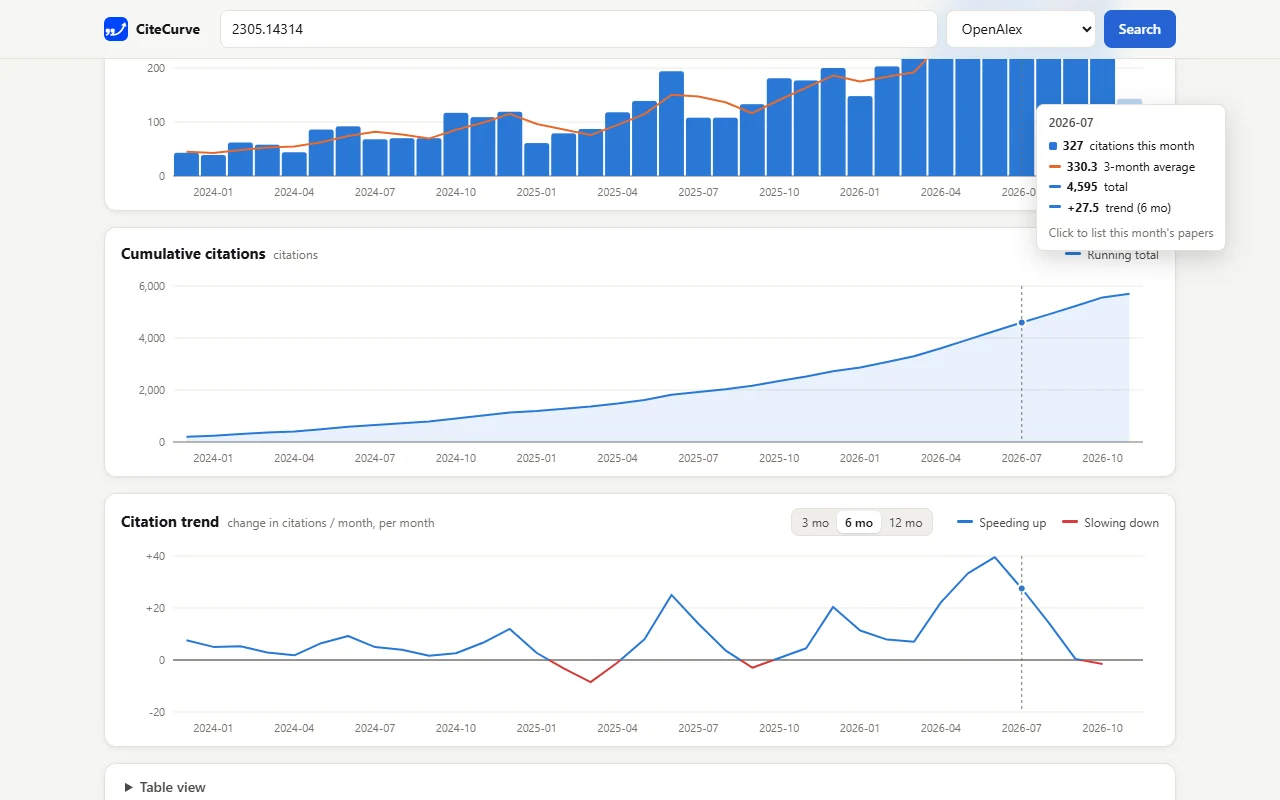 CiteCurve
2305.14314
OpenAlex
Search
200
100
0
2024-01 2024-04 2024-07 2024-10 2025-01 2025-04 2025-07 2025-10 2026-01 2026-04 2026-0
2026-07
327 citations this month
330.3 3-month average
4,595 total
+27.5 trend (6 mo)
Click to list this month's papers
Cumulative citations citations
Running total
6,000
4,000
2,000
0
2024-01 2024-04 2024-07 2024-10 2025-01 2025-04 2025-07 2025-10 2026-01 2026-04 2026-07 2026-10
Citation trend change in citations / month, per month
3 mo 6 mo 12 mo
Speeding up Slowing down
+40
+20
0
-20
2024-01 2024-04 2024-07 2024-10 2025-01 2025-04 2025-07 2025-10 2026-01 2026-04 2026-07 2026-10
Table view